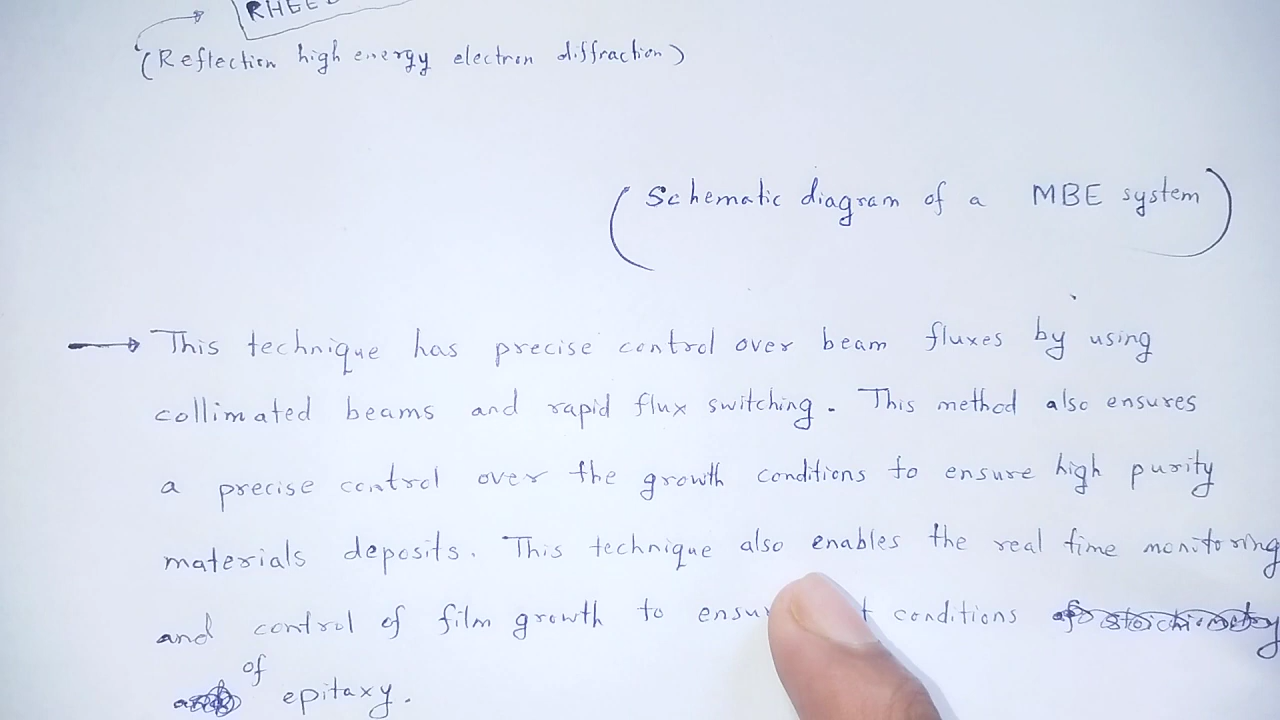 RHEE
(Reflection high energy electron diffraction)
(Schematic diagram of a MBE system)
This technique has precise control over beam fluxes by using
collimated beams and rapid flux switching. This method also ensures
a precise control over the growth conditions to ensure high purity
materials deposits. This technique also enables the real time monitoring
and control of film growth to conditions
of
epitaxy.